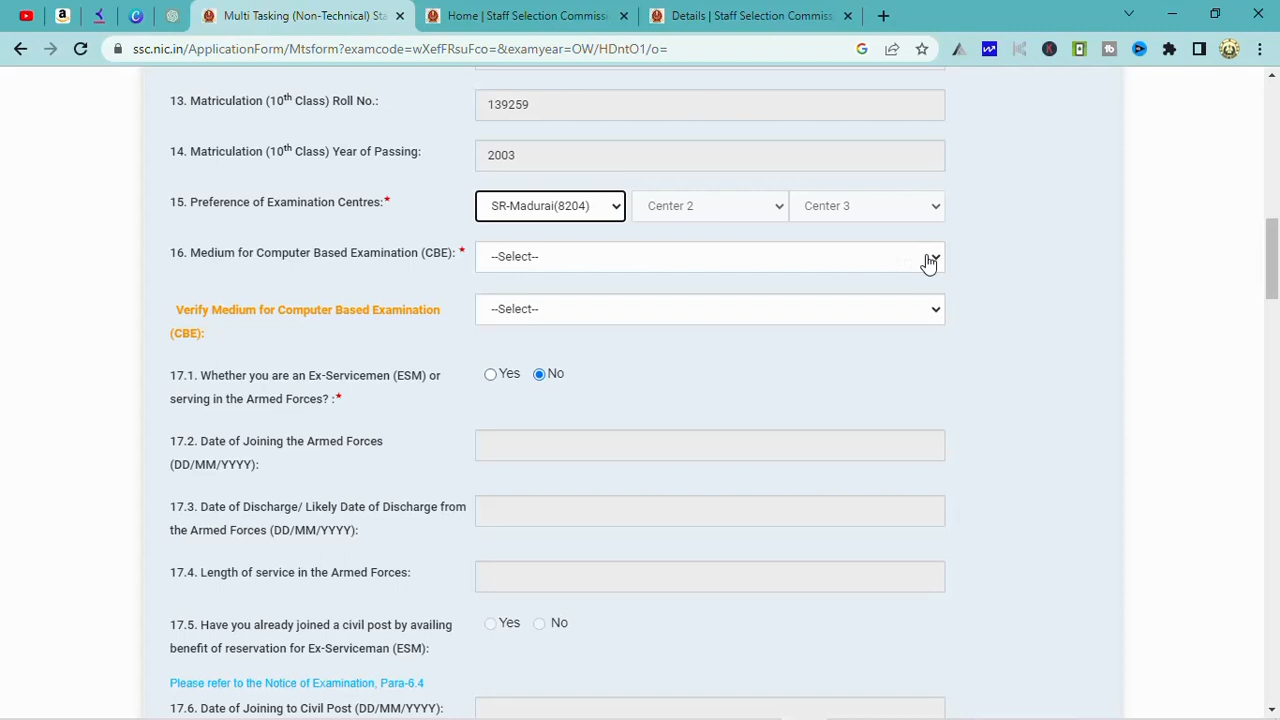 Multi Tasking (Non-Technical) Sta
Home | Staff Selection Commissi
Details | Staff Selection Commiss
ssc.nic.in/ApplicationForm/Mtsform?examcode=wXefFRsuFco=&examyear=OW/HDntO1/o=
13. Matriculation (10th Class) Roll No.:
139259
14. Matriculation (10th Class) Year of Passing:
2003
15. Preference of Examination Centres:*
SR-Madurai(8204)
Center 2
Center 3
16. Medium for Computer Based Examination (CBE): *
--Select--
Verify Medium for Computer Based Examination
(CBE):
--Select--
17.1. Whether you are an Ex-Servicemen (ESM) or
serving in the Armed Forces? :*
Yes
No
17.2. Date of Joining the Armed Forces
(DD/MM/YYYY):
17.3. Date of Discharge/ Likely Date of Discharge from
the Armed Forces (DD/MM/YYYY):
17.4. Length of service in the Armed Forces:
17.5. Have you already joined a civil post by availing
benefit of reservation for Ex-Serviceman (ESM):
Yes
No
Please refer to the Notice of Examination, Para-6.4
17.6. Date of Joining to Civil Post (DD/MM/YYYY):